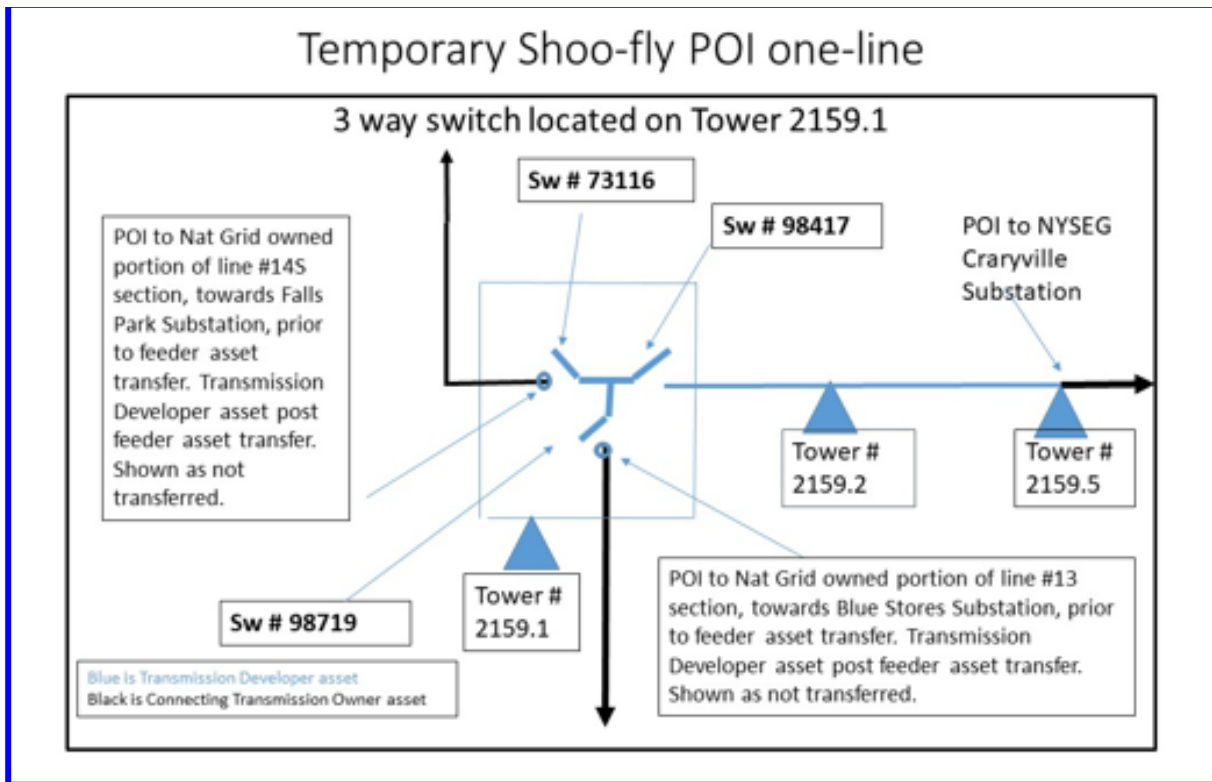 Temporary Shoo-fly POI one-line
3 way switch located on Tower 2159.1
Sw # 73116
Sw # 98417
POI to NYSEG
Craryville
Substation
POI to Nat Grid owned
portion of line #14S
section, towards Falls
Park Substation, prior
to feeder asset
transfer. Transmission
Developer asset post
feeder asset transfer.
Shown as not
transferred.
Tower #
2159.2
Tower #
2159.5
Tower #
2159.1
Sw # 98719
POI to Nat Grid owned portion of line #13
section, towards Blue Stores Substation, prior
to feeder asset transfer. Transmission
Developer asset post feeder asset transfer.
Shown as not transferred.
Blue is Transmission Developer asset
Black is Connecting Transmission Owner asset